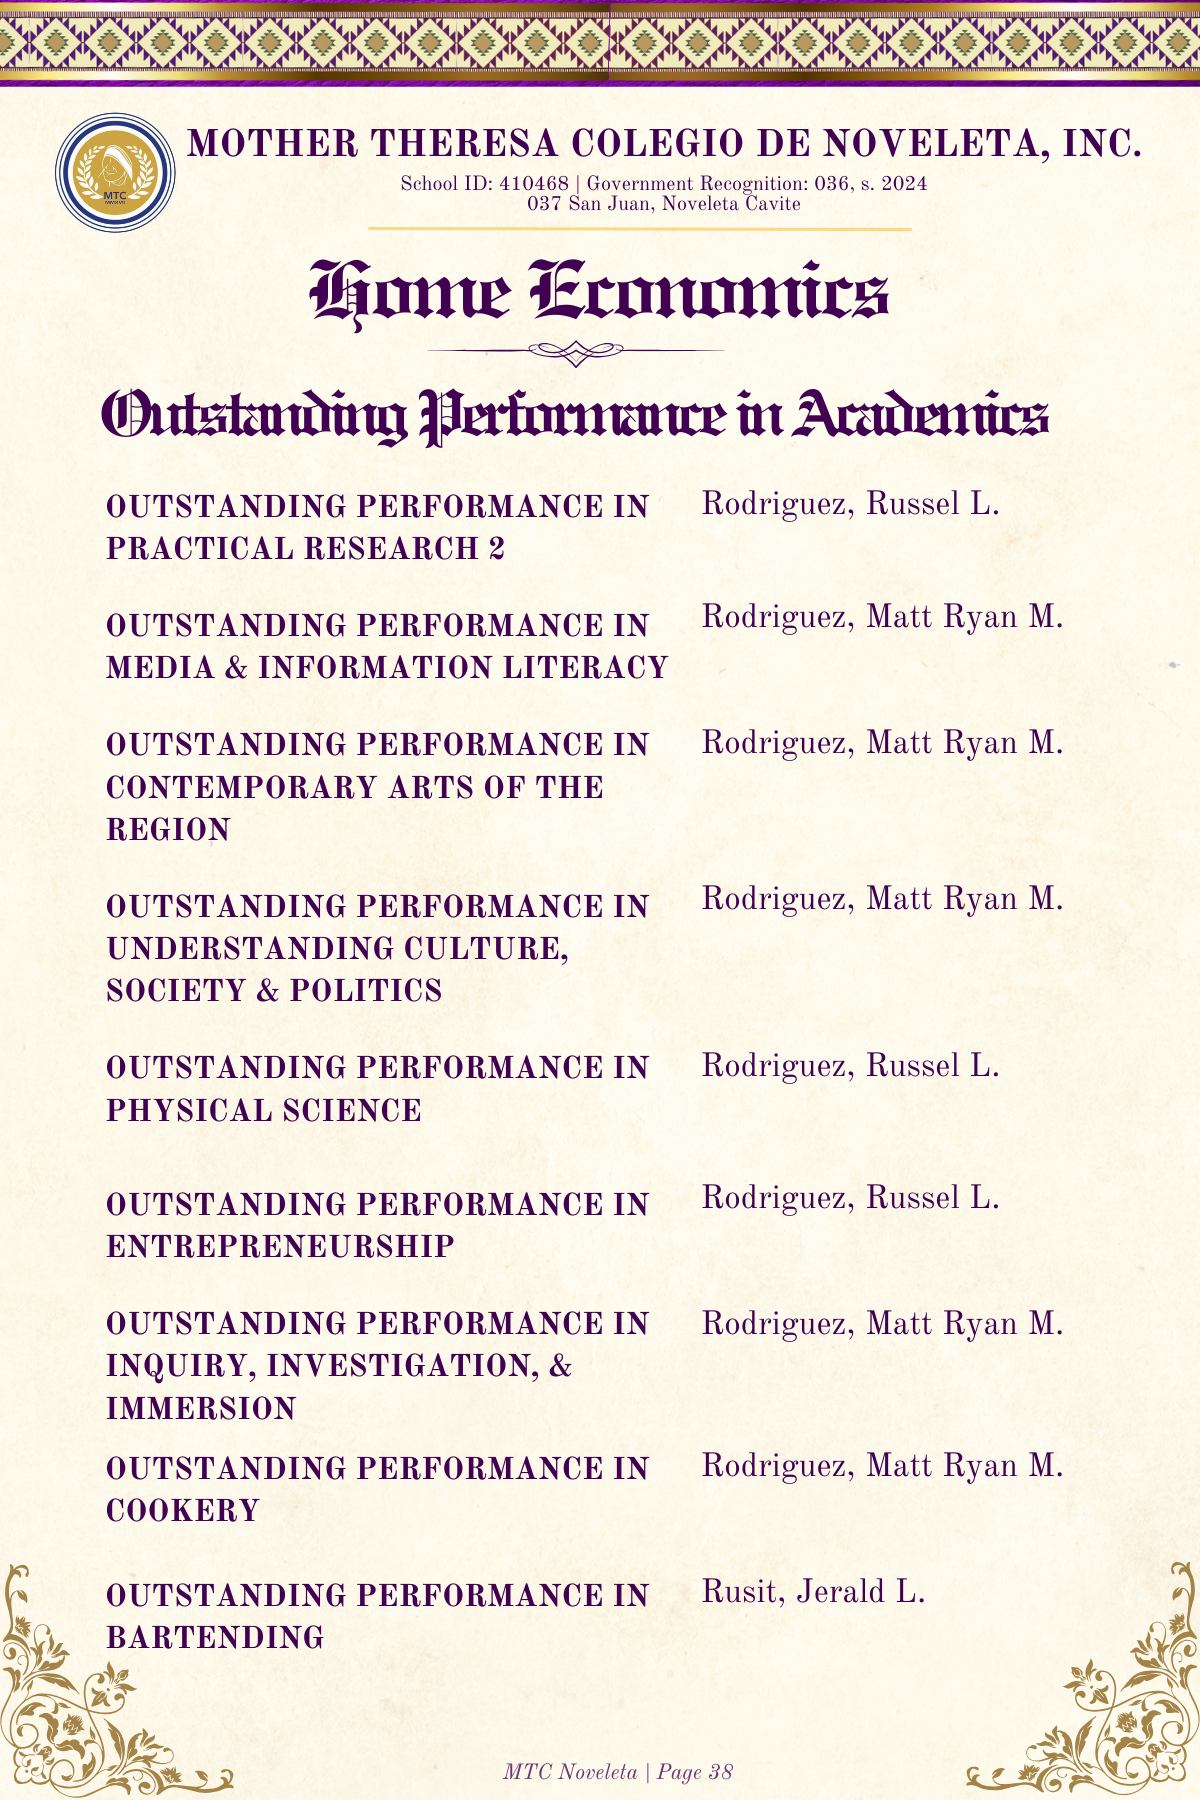 MOTHER THERESA COLEGIO DE NOVELETA, INC.
School ID: 410468 | Government Recognition: 036, s. 2024
037 San Juan, Noveleta Cavite
MTC
Home Economics
Outstanding Performance in Academics
OUTSTANDING PERFORMANCE IN
PRACTICAL RESEARCH 2
Rodriguez, Russel L.
OUTSTANDING PERFORMANCE IN
MEDIA & INFORMATION LITERACY
Rodriguez, Matt Ryan M.
OUTSTANDING PERFORMANCE IN
CONTEMPORARY ARTS OF THE
REGION
Rodriguez, Matt Ryan M.
OUTSTANDING PERFORMANCE IN
UNDERSTANDING CULTURE,
SOCIETY & POLITICS
Rodriguez, Matt Ryan M.
OUTSTANDING PERFORMANCE IN
PHYSICAL SCIENCE
Rodriguez, Russel L.
OUTSTANDING PERFORMANCE IN
ENTREPRENEURSHIP
Rodriguez, Russel L.
OUTSTANDING PERFORMANCE IN
INQUIRY, INVESTIGATION, &
IMMERSION
Rodriguez, Matt Ryan M.
OUTSTANDING PERFORMANCE IN
COOKERY
Rodriguez, Matt Ryan M.
OUTSTANDING PERFORMANCE IN
BARTENDING
Rusit, Jerald L.
MTC Noveleta | Page 38